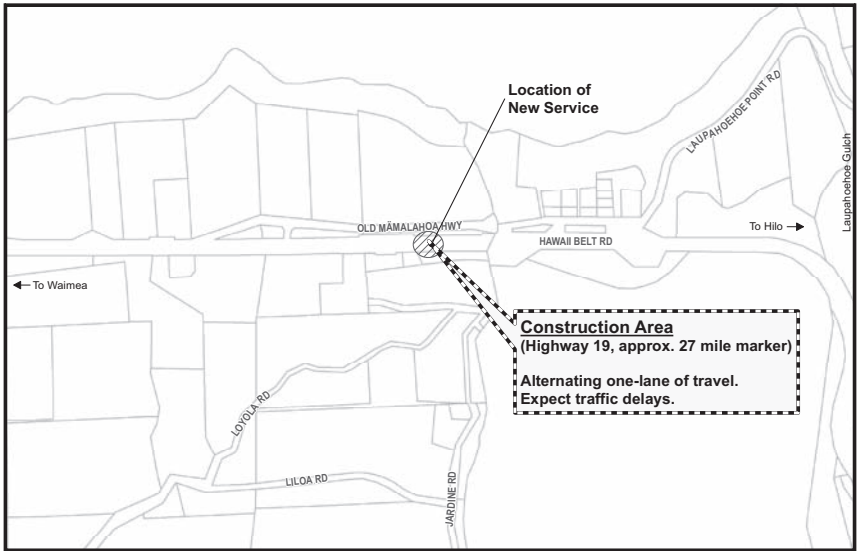 Location of
New Service
LAUPAHOEHOE POINT RD
Laupahoehoe Gulch
OLD MĀMALAHOA HWY
To Hilo
HAWAII BELT RD
To Waimea
Construction Area
(Highway 19, approx. 27 mile marker)
Alternating one-lane of travel.
Expect traffic delays.
LOYOLA RD
LILOA RD
JARDINE RD